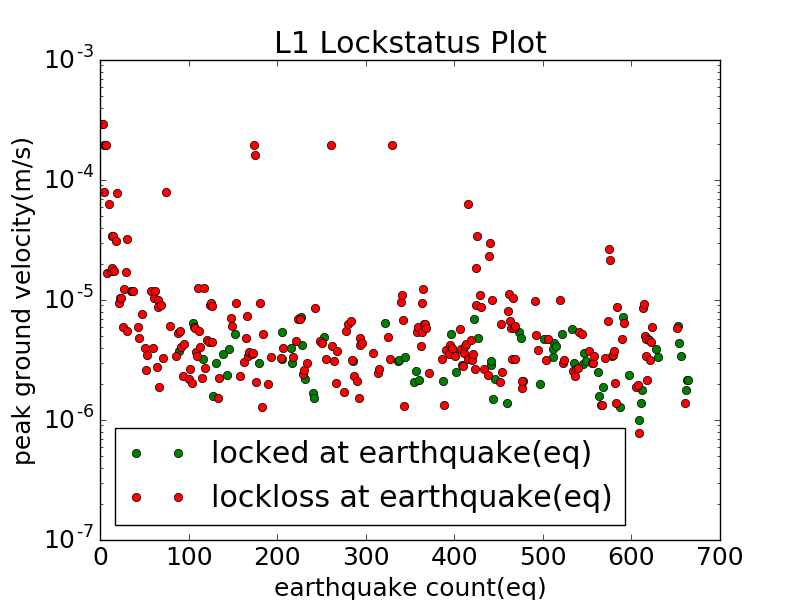 L1 Lockstatus Plot
peak ground velocity(m/s)
10^-3
10^-4
10^-5
10^-6
10^-7
locked at earthquake(eq)
lockloss at earthquake(eq)
0 100 200 300 400 500 600 700
earthquake count(eq)